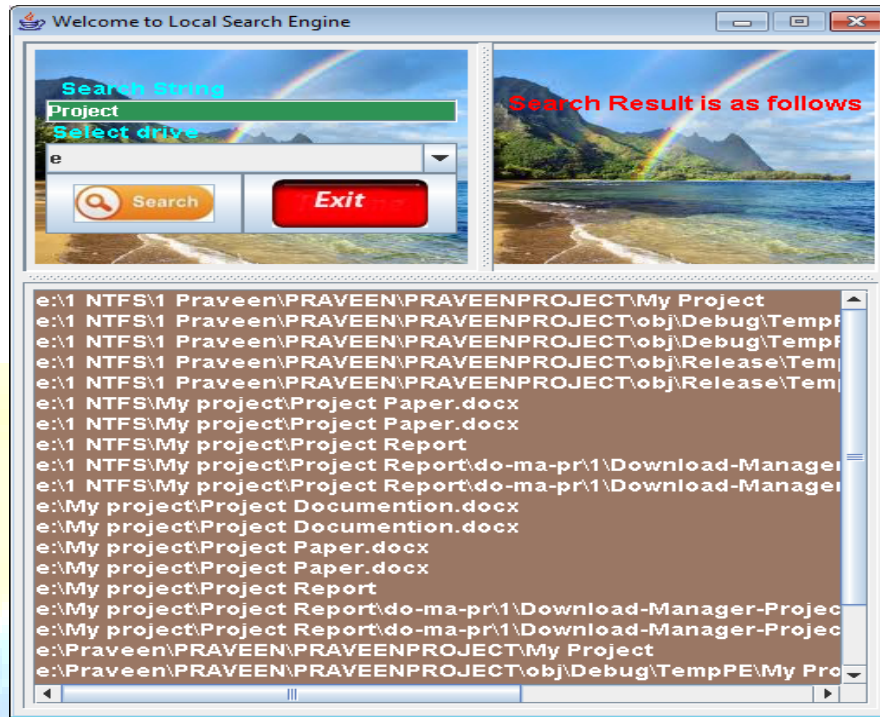 Welcome to Local Search Engine
Search String
Project
Select drive
e
Search
Exit
Search Result is as follows
e:\1 NTFS\1 Praveen\PRAVEEN\PRAVEENPROJECT\My Project
e:\1 NTFS\1 Praveen\PRAVEEN\PRAVEENPROJECT\obj\Debug\Temp
e:\1 NTFS\1 Praveen\PRAVEEN\PRAVEENPROJECT\obj\Debug\Temp
e:\1 NTFS\1 Praveen\PRAVEEN\PRAVEENPROJECT\obj\Release\Tem
e:\1 NTFS\1 Praveen\PRAVEEN\PRAVEENPROJECT\obj\Release\Tem
e:\1 NTFS\My project\Project Paper.docx
e:\1 NTFS\My project\Project Paper.docx
e:\1 NTFS\My project\Project Report
e:\1 NTFS\My project\Project Report\do-ma-pr\1\Download-Manager
e:\1 NTFS\My project\Project Report\do-ma-pr\1\Download-Manager
e:\My project\Project Documention.docx
e:\My project\Project Documention.docx
e:\My project\Project Paper.docx
e:\My project\Project Paper.docx
e:\My project\Project Report
e:\My project\Project Report\do-ma-pr\1\Download-Manager-Projec
e:\My project\Project Report\do-ma-pr\1\Download-Manager-Projec
e:\Praveen\PRAVEEN\PRAVEENPROJECT\My Project
e:\Praveen\PRAVEEN\PRAVEENPROJECT\obj\Debug\TempPE\My Pro